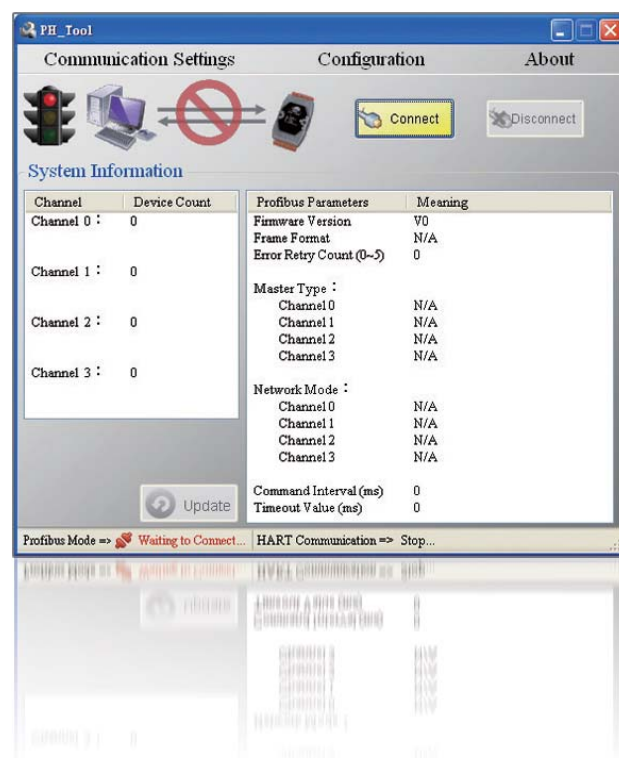 PH_Tool
Communication Settings Configuration About
Connect Disconnect
System Information
Channel Device Count
Channel 0 : 0
Channel 1 : 0
Channel 2 : 0
Channel 3 : 0
Update
Profibus Parameters Meaning
Firmware Version V0
Frame Format N/A
Error Retry Count (0~5) 0
Master Type :
Channel 0 N/A
Channel 1 N/A
Channel 2 N/A
Channel 3 N/A
Network Mode :
Channel 0 N/A
Channel 1 N/A
Channel 2 N/A
Channel 3 N/A
Command Interval (ms) 0
Timeout Value (ms) 0
Profibus Mode => Waiting to Connect... HART Communication => Stop...